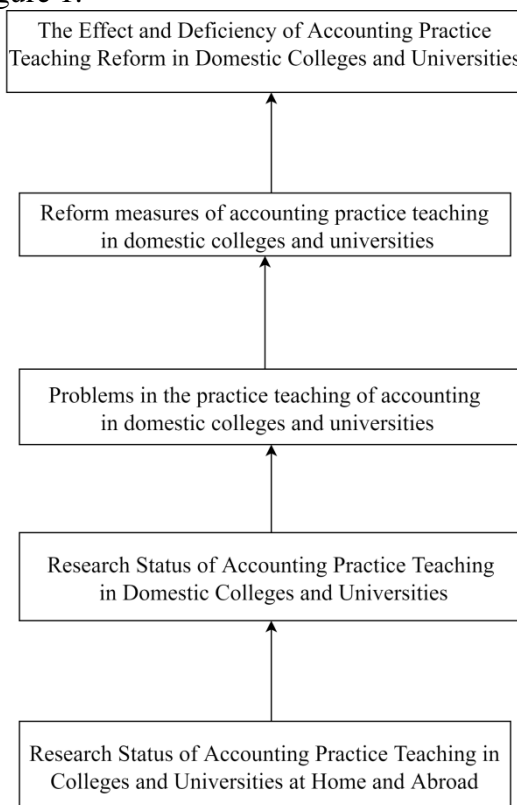 gure 1.
The Effect and Deficiency of Accounting Practice
Teaching Reform in Domestic Colleges and Universities
Reform measures of accounting practice teaching
in domestic colleges and universities
Problems in the practice teaching of accounting
in domestic colleges and universities
Research Status of Accounting Practice Teaching
in Domestic Colleges and Universities
Research Status of Accounting Practice Teaching in
Colleges and Universities at Home and Abroad